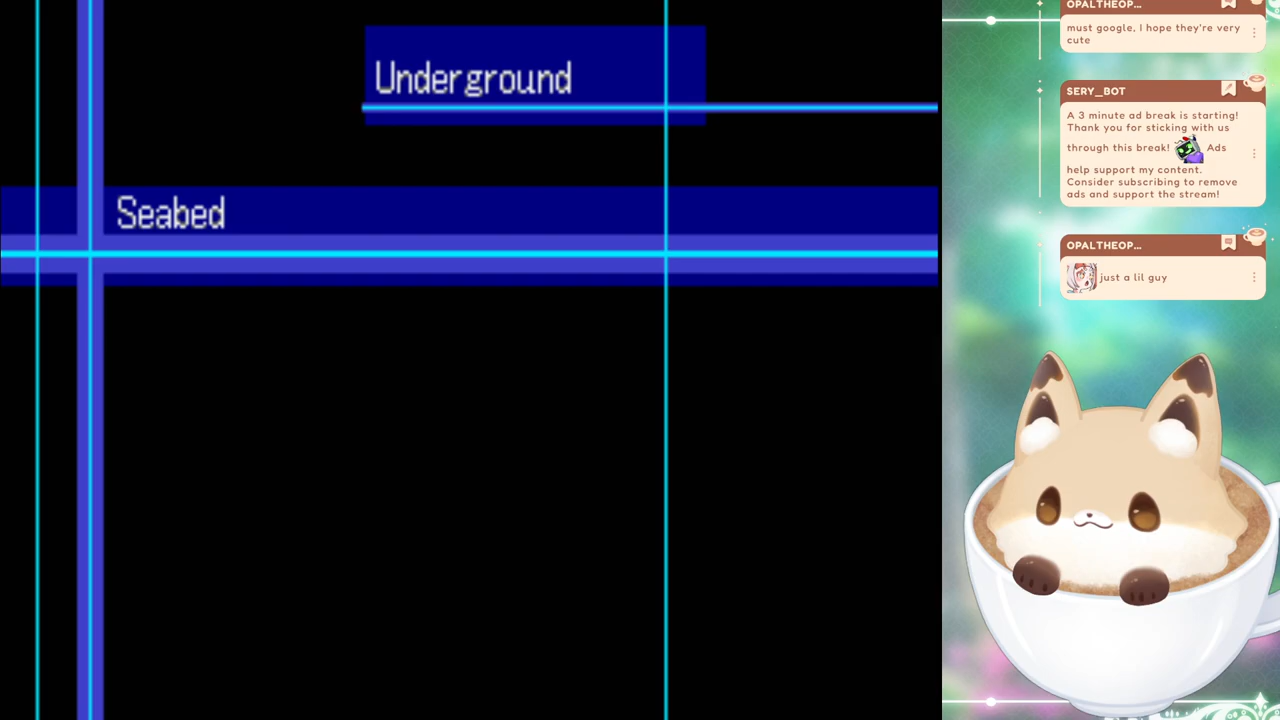 Underground
Seabed
OPALTHEOP...
must google, I hope they're very
cute
SERY_BOT
A 3 minute ad break is starting!
Thank you for sticking with us
through this break! Ads
help support my content.
Consider subscribing to remove
ads and support the stream!
OPALTHEOP...
just a lil guy